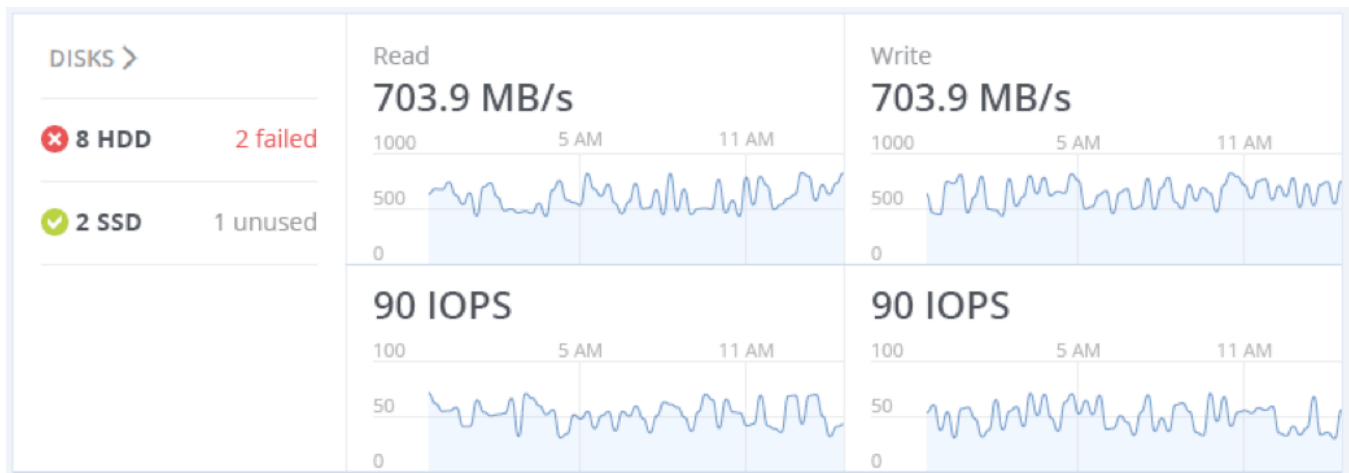 DISKS
8 HDD 2 failed
2 SSD 1 unused
Read
703.9 MB/s
1000 5 AM 11 AM
500
0
90 IOPS
100 5 AM 11 AM
50
0
Write
703.9 MB/s
1000 5 AM 11 AM
500
0
90 IOPS
100 5 AM 11 AM
50
0